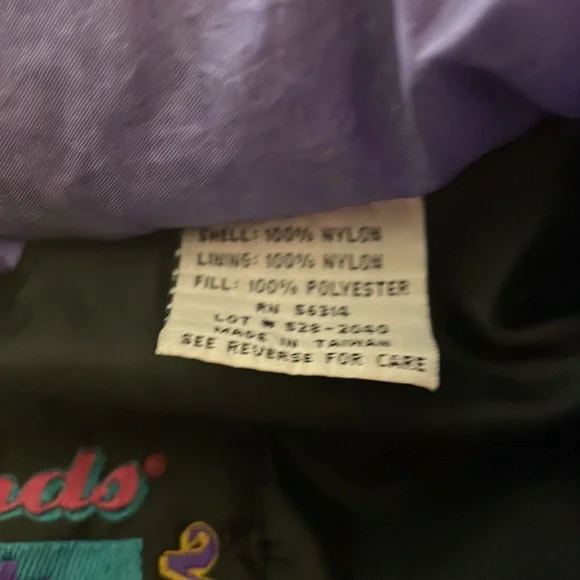 SHELL: 100% NYLON
LINING: 100% NYLON
FILL: 100% POLYESTER
RN 56314
LOT # 528-2040
MADE IN TAIWAN
SEE REVERSE FOR CARE
ds®